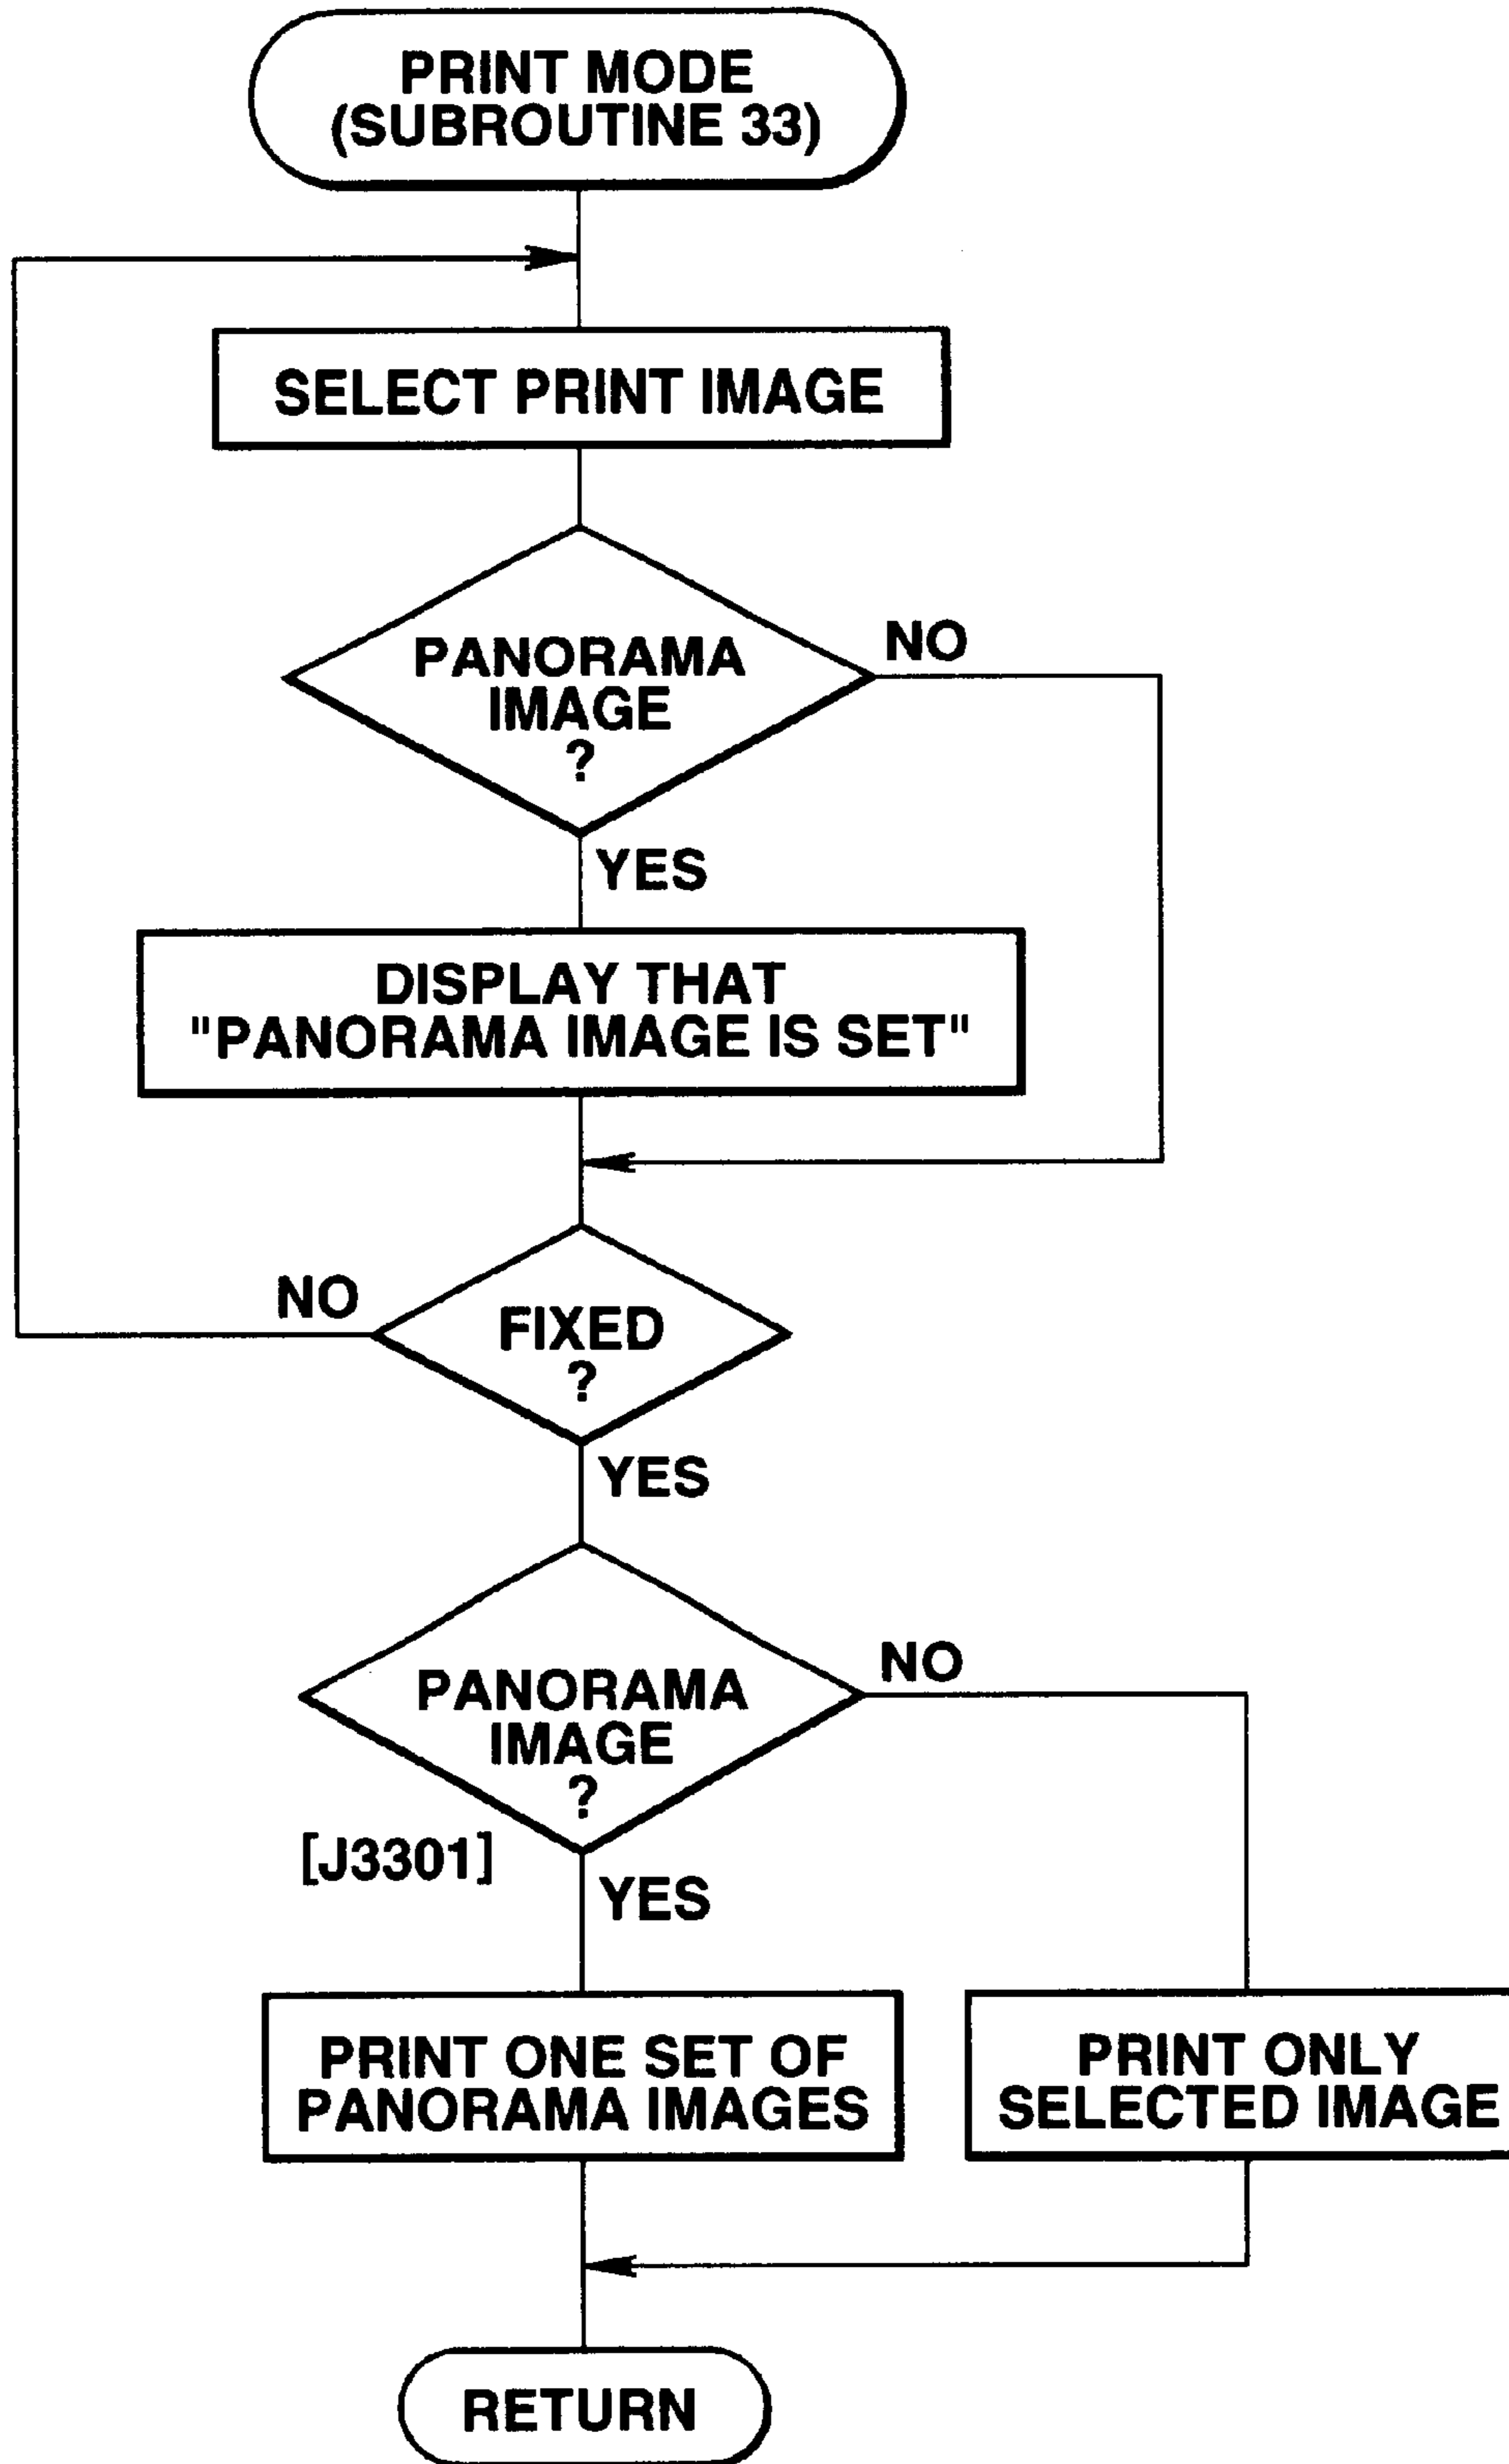 PRINT MODE
(SUBROUTINE 33)
SELECT PRINT IMAGE
PANORAMA
IMAGE
?
NO
YES
DISPLAY THAT
"PANORAMA IMAGE IS SET"
NO
FIXED
?
YES
PANORAMA
IMAGE
?
NO
[J3301]
YES
PRINT ONE SET OF
PANORAMA IMAGES
PRINT ONLY
SELECTED IMAGE
RETURN